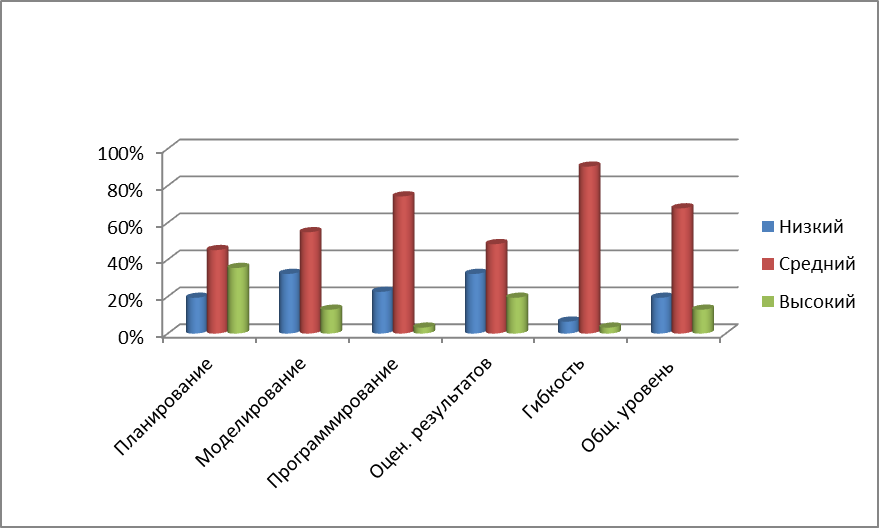 100%
80%
60%
40%
20%
0%
Планирование
Моделирование
Программирование
Оцен. результатов
Гибкость
Общ. уровень
Низкий
Средний
Высокий